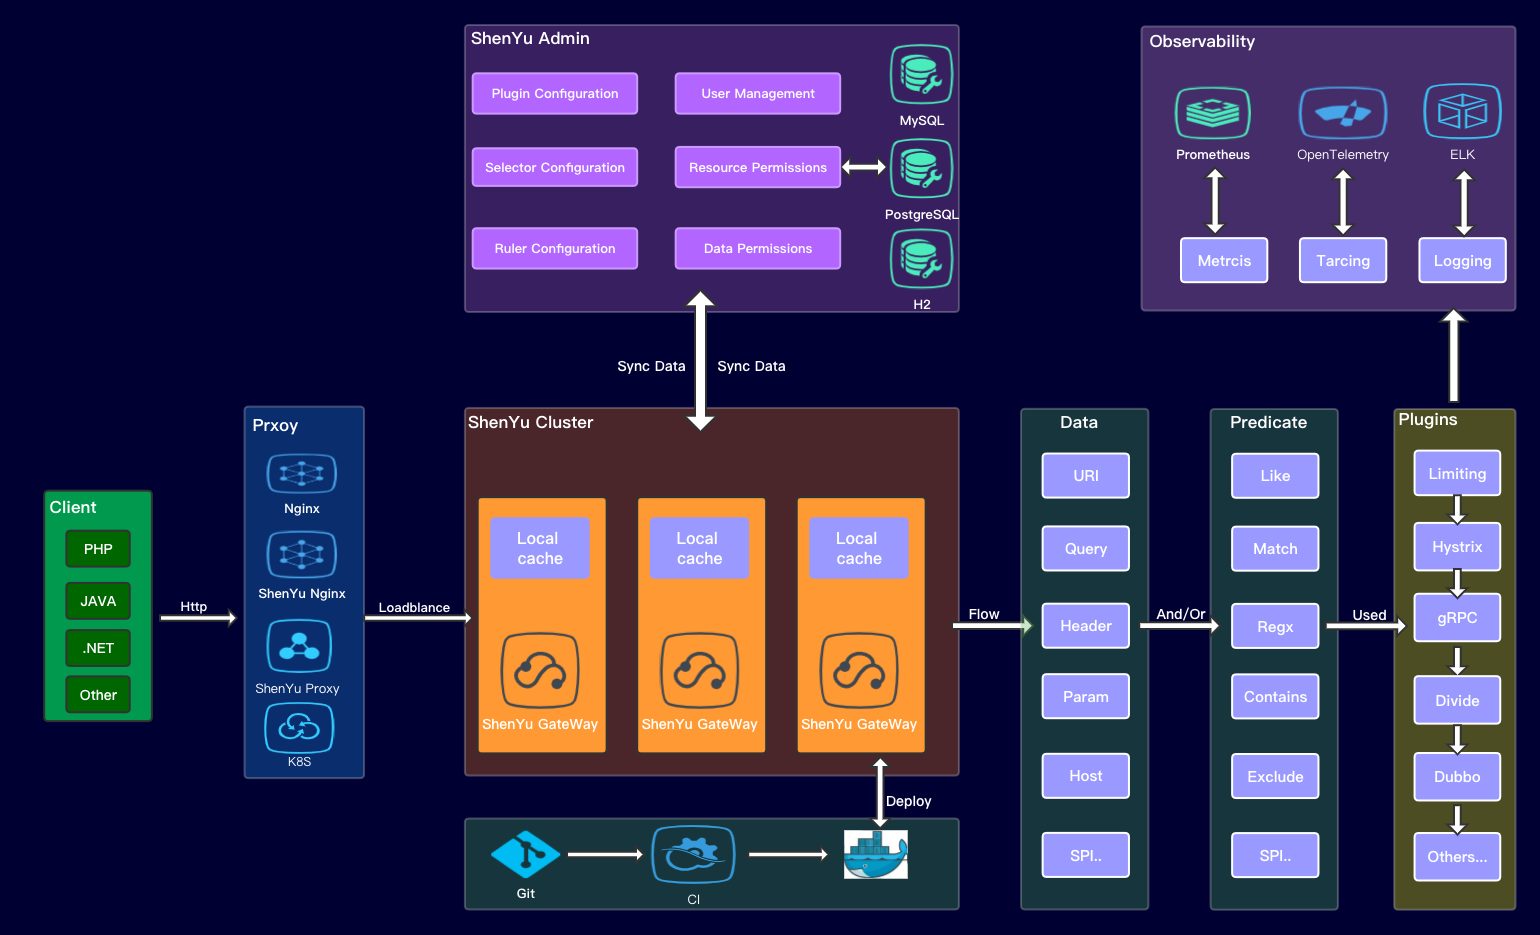 ShenYu Admin
Plugin Configuration
User Management
MySQL
Selector Configuration
Resource Permissions
PostgreSQL
Ruler Configuration
Data Permissions
H2
Observability
Prometheus
OpenTelemetry
ELK
Metrcis
Tarcing
Logging
Sync Data
Sync Data
Client
PHP
JAVA
.NET
Other
Http
Prxoy
Nginx
ShenYu Nginx
ShenYu Proxy
K8S
Loadblance
ShenYu Cluster
Local
cache
ShenYu GateWay
Local
cache
ShenYu GateWay
Local
cache
ShenYu GateWay
Deploy
Git
CI
Flow
Data
URI
Query
Header
Param
Host
SPI..
And/Or
Predicate
Like
Match
Regx
Contains
Exclude
SPI..
Used
Plugins
Limiting
Hystrix
gRPC
Divide
Dubbo
Others...